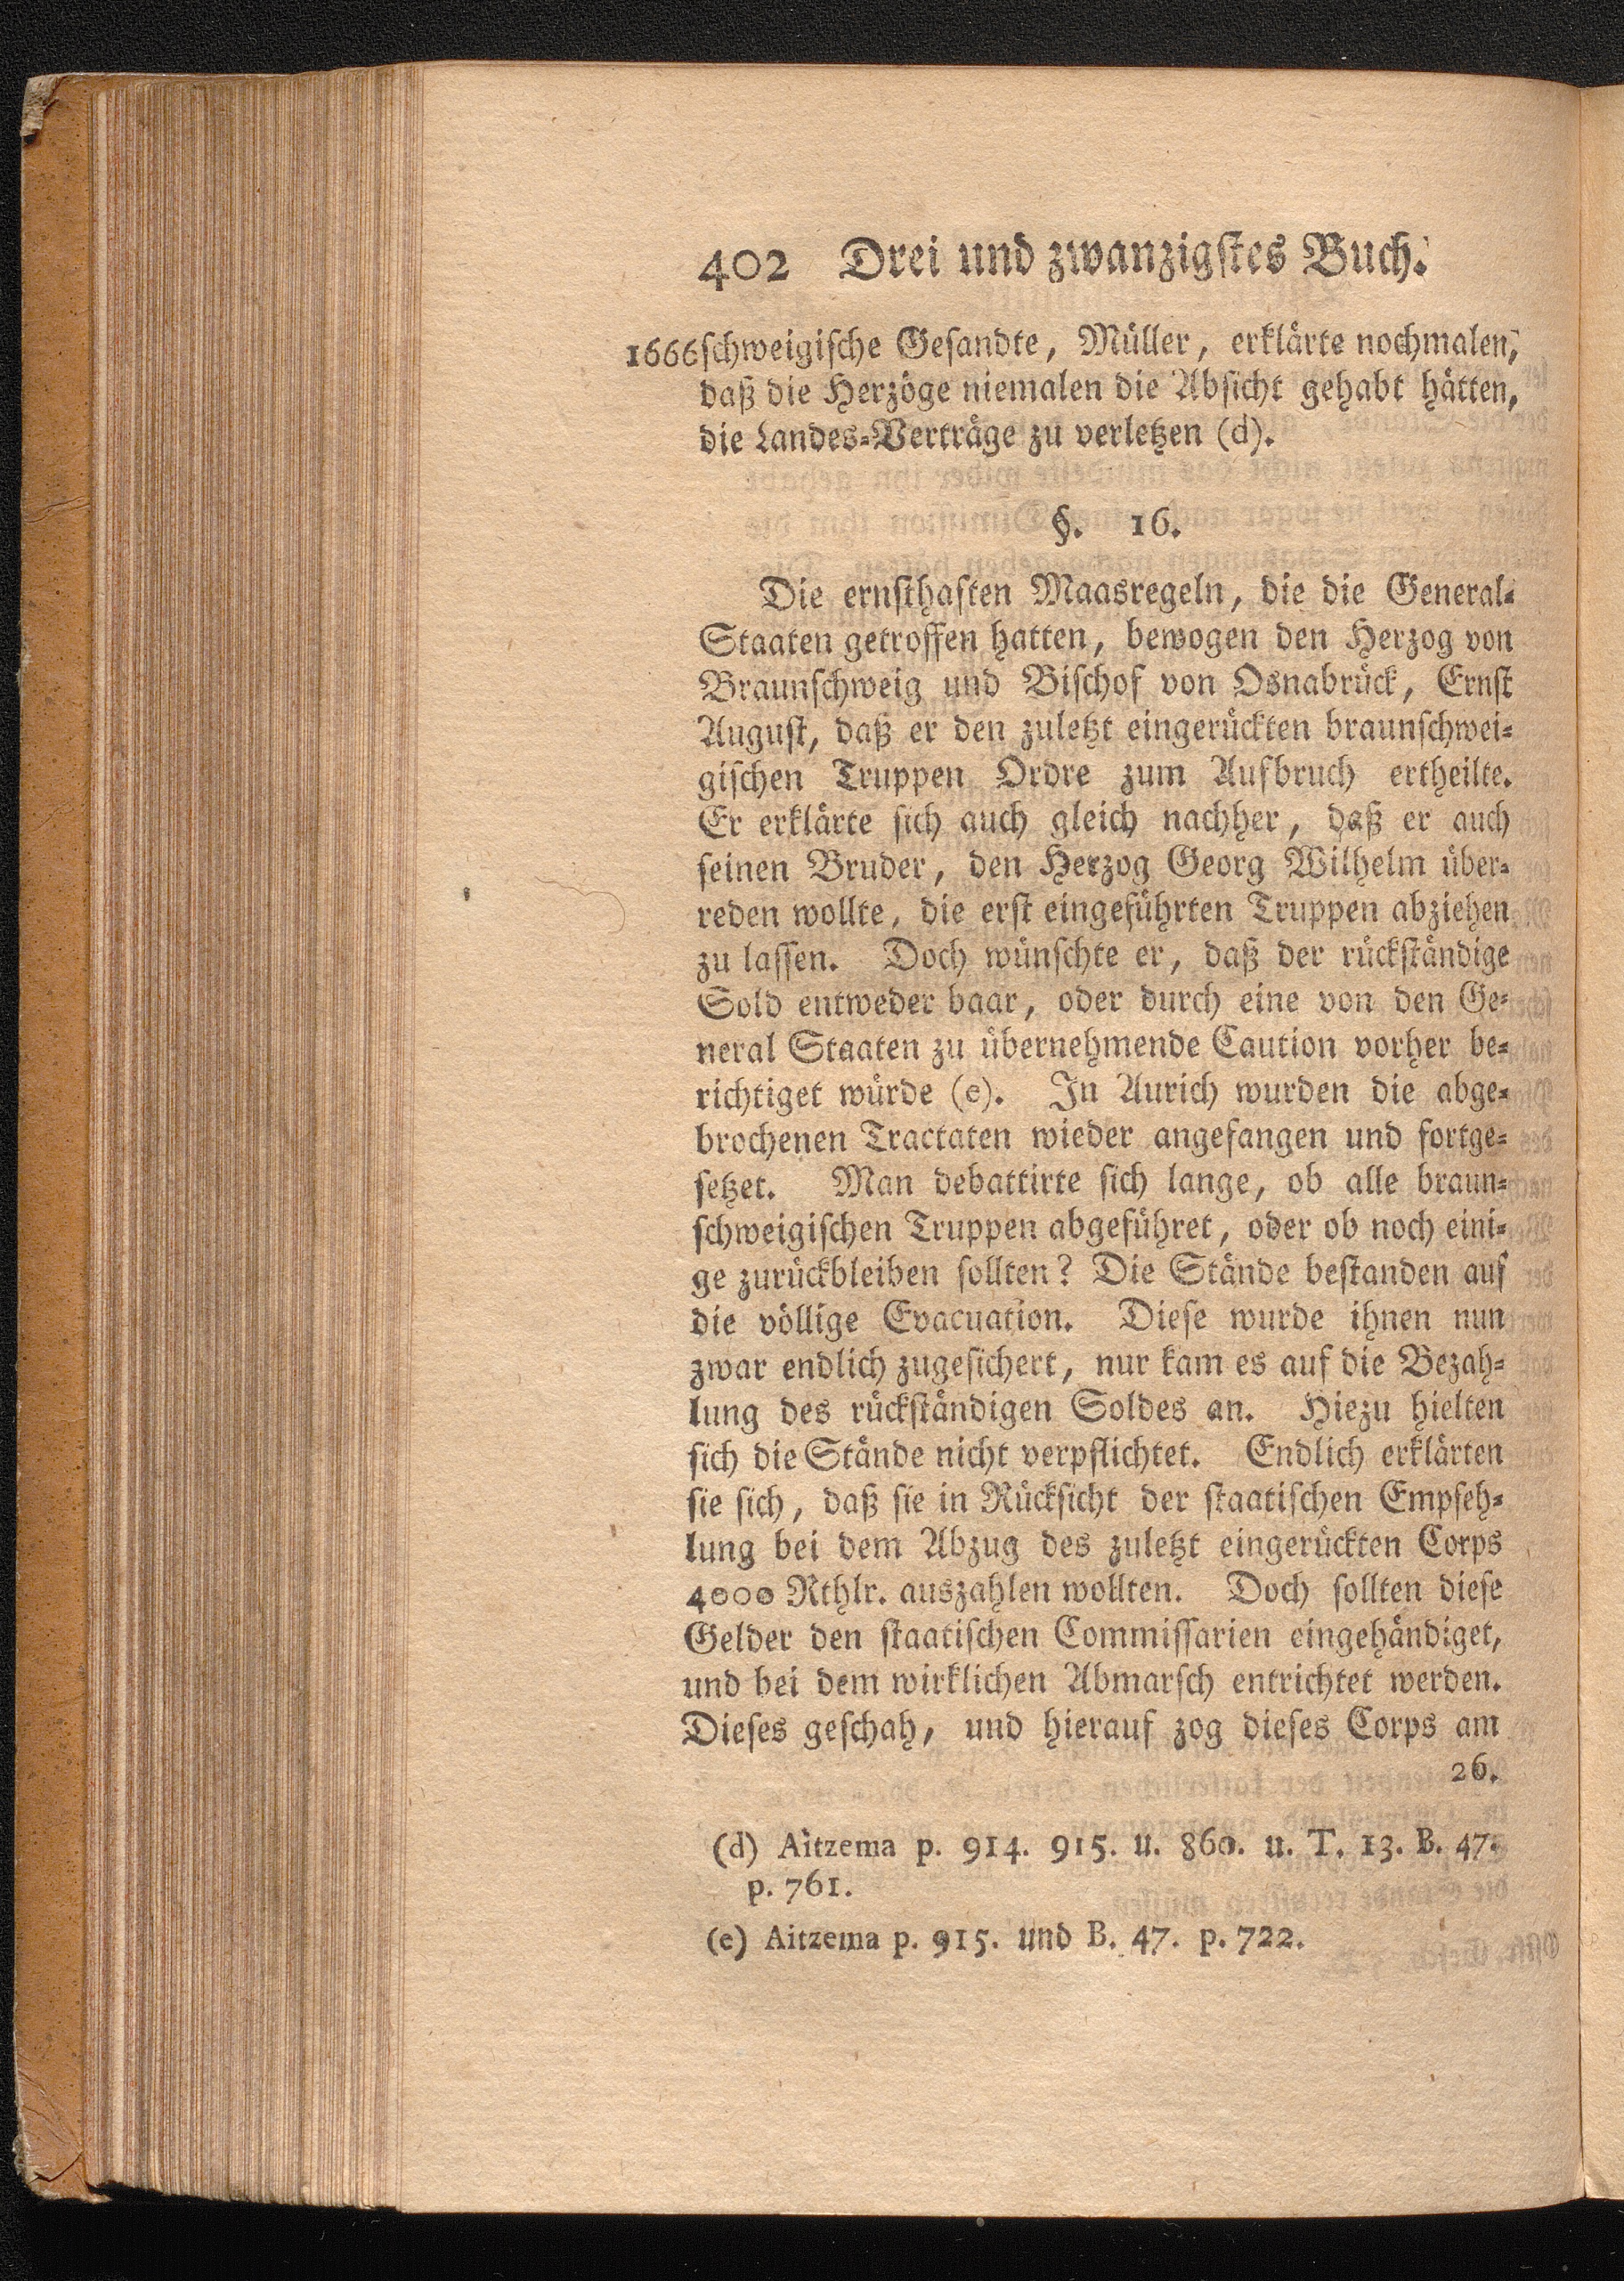 402 Drei und zwanzigstes Buch.
1666 schweigische Gesandte, Müller, erklärte nochmalen,
daß die Herzöge niemalen die Absicht gehabt hätten,
die Landes-Verträge zu verletzen (d).
§. 16.
Die ernsthaften Maasregeln, die die General-
Staaten getroffen hatten, bewogen den Herzog von
Braunschweig und Bischof von Osnabrück, Ernst
August, daß er den zuletzt eingerückten braunschwei-
gischen Truppen Ordre zum Aufbruch ertheilte.
Er erklärte sich auch gleich nachher, daß er auch
seinen Bruder, den Herzog Georg Wilhelm über-
reden wollte, die erst eingeführten Truppen abziehen
zu lassen. Doch wünschte er, daß der rückständige
Sold entweder baar, oder durch eine von den Ge-
neral Staaten zu übernehmende Caution vorher be-
richtiget würde (e). In Aurich wurden die abge-
brochenen Tractaten wieder angefangen und fortge-
setzet. Man debattirte sich lange, ob alle braun-
schweigischen Truppen abgeführet, oder ob noch eini-
ge zurückbleiben sollten? Die Stände bestanden auf
die völlige Evacuation. Diese wurde ihnen nun
zwar endlich zugesichert, nur kam es auf die Bezah-
lung des rückständigen Soldes an. Hiezu hielten
sich die Stände nicht verpflichtet. Endlich erklärten
sie sich, daß sie in Rücksicht der staatischen Empfeh-
lung bei dem Abzug des zuletzt eingerückten Corps
4000 Rthlr. auszahlen wollten. Doch sollten diese
Gelder den staatischen Commissarien eingehändiget,
und bei dem wirklichen Abmarsch entrichtet werden.
Dieses geschah, und hierauf zog dieses Corps am
26.
(d) Aitzema p. 914. 915. u. 860. u. T. 13. B. 47.
p. 761.
(e) Aitzema p. 915. und B. 47. p. 722.